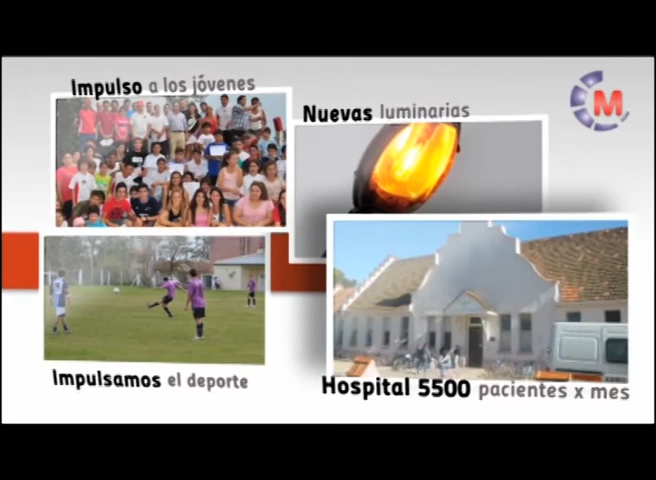 Impulso a los jóvenes
Nuevas luminarias
M
Impulsamos el deporte
Hospital 5500 pacientes x mes